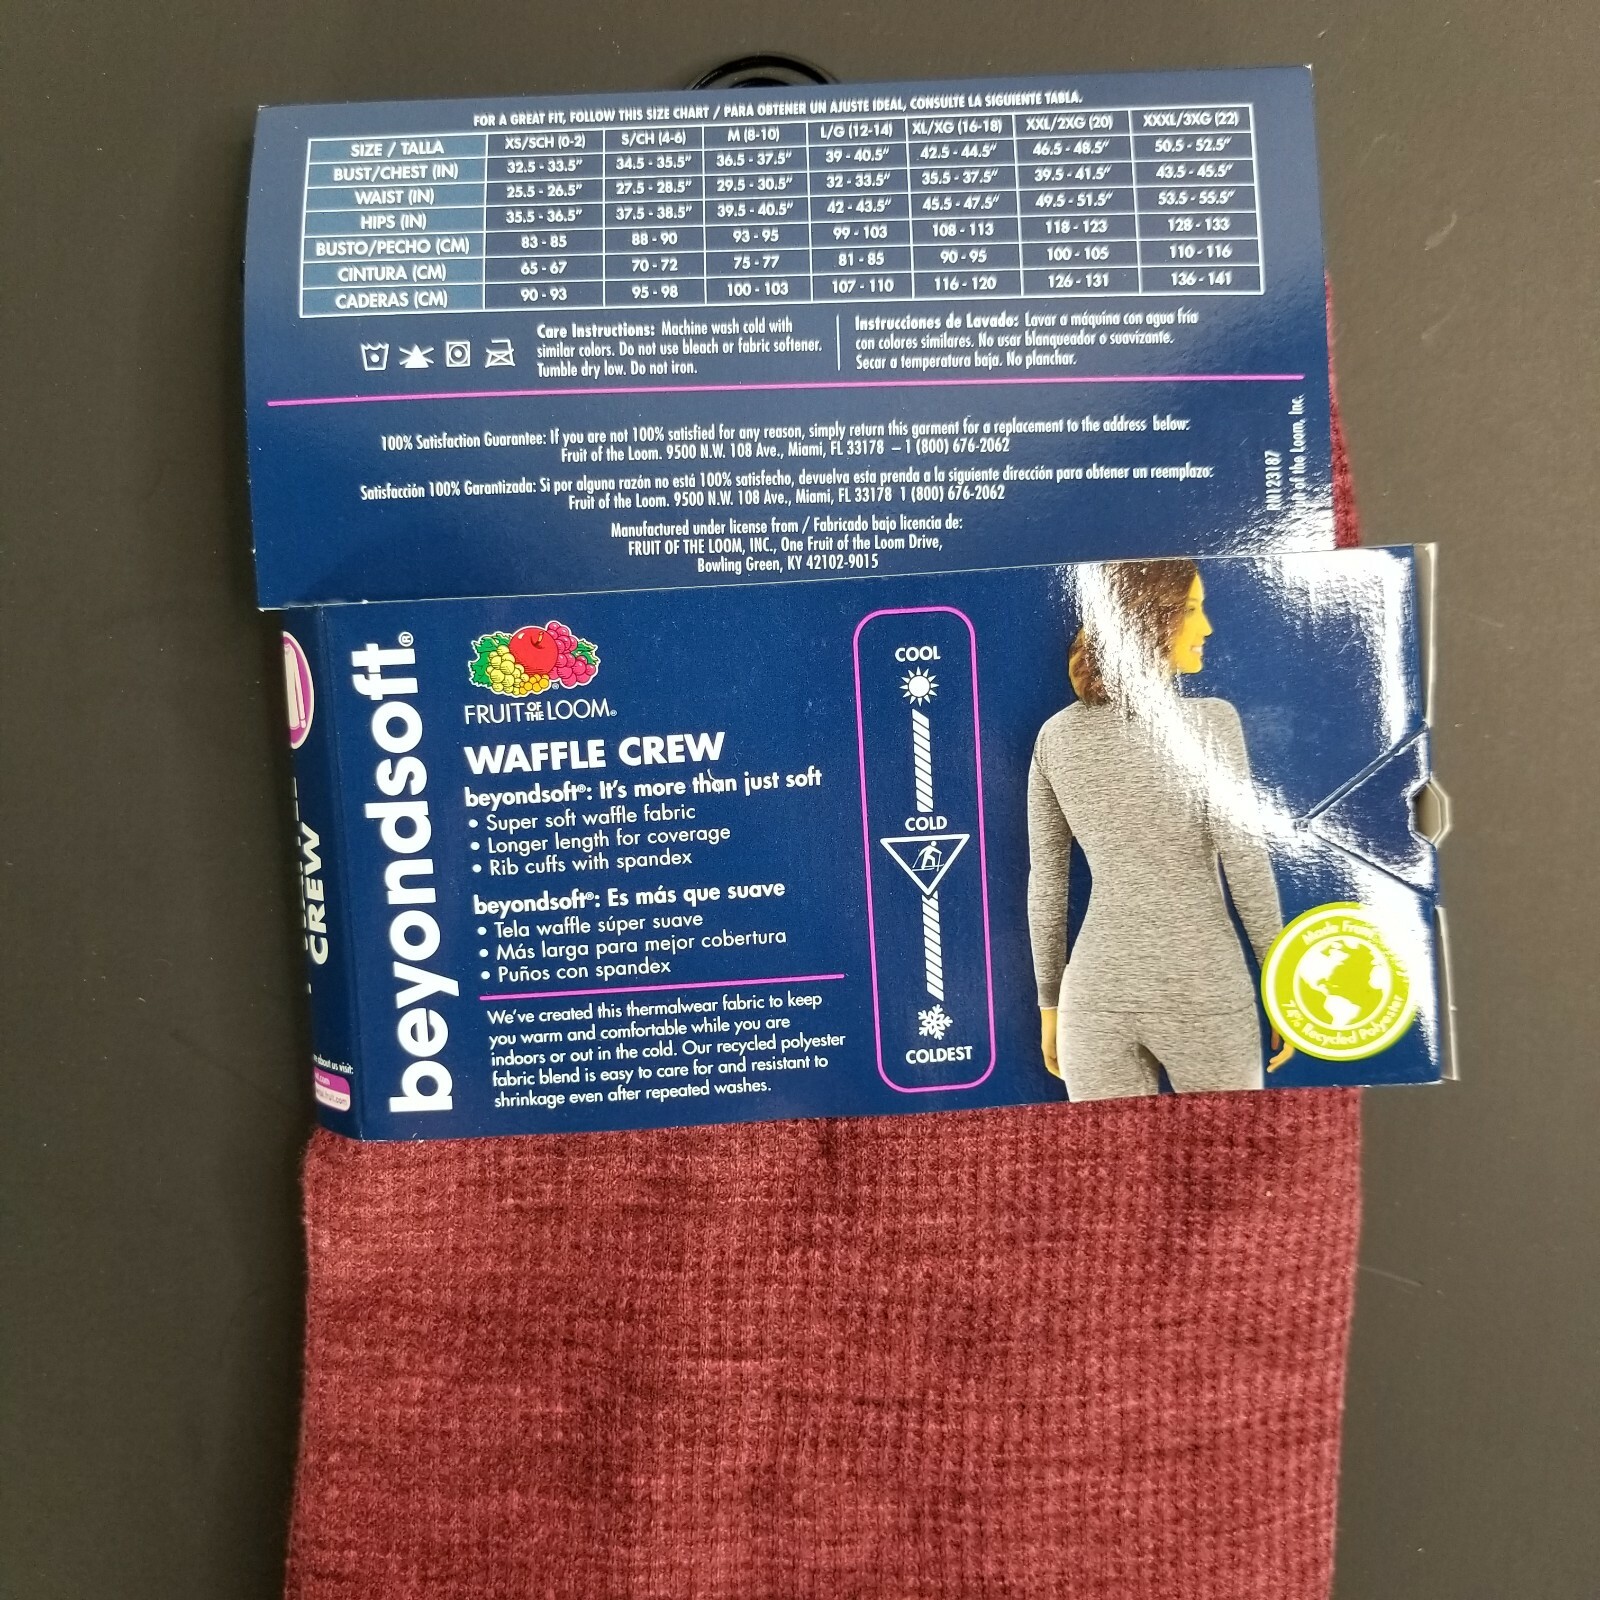 FOR A GREAT FIT, FOLLOW THIS SIZE CHART / PARA OBTENER UN AJUSTE IDEAL, CONSULTE LA SIGUIENTE TABLA.
SIZE / TALLA XS/SCH (0-2) S/CH (4-6) M (8-10) L/G (12-14) XL/XG (16-18) XXL/2XG (20) XXXL/3XG (22)
BUST/CHEST (IN) 32.5 - 33.5" 34.5 - 35.5" 36.5 - 37.5" 39 - 40.5" 42.5 - 44.5" 46.5 - 48.5" 50.5 - 52.5"
WAIST (IN) 25.5 - 26.5" 27.5 - 28.5" 29.5 - 30.5" 32 - 33.5" 35.5 - 37.5" 39.5 - 41.5" 43.5 - 45.5"
HIPS (IN) 35.5 - 36.5" 37.5 - 38.5" 39.5 - 40.5" 42 - 43.5" 45.5 - 47.5" 49.5 - 51.5" 53.5 - 55.5"
BUSTO/PECHO (CM) 83 - 85 88 - 90 93 - 95 99 - 103 108 - 113 118 - 123 128 - 133
CINTURA (CM) 65 - 67 70 - 72 75 - 77 81 - 85 90 - 95 100 - 105 110 - 116
CADERAS (CM) 90 - 93 95 - 98 100 - 103 107 - 110 116 - 120 126 - 131 136 - 141
Care Instructions: Machine wash cold with
similar colors. Do not use bleach or fabric softener.
Tumble dry low. Do not iron.
Instrucciones de Lavado: Lavar a máquina con agua fría
con colores similares. No usar blanqueador o suavizante.
Secar a temperatura baja. No planchar.
100% Satisfaction Guarantee: If you are not 100% satisfied for any reason, simply return this garment for a replacement to the address below:
Fruit of the Loom. 9500 N.W. 108 Ave., Miami, FL 33178 – 1 (800) 676-2062
Satisfacción 100% Garantizada: Si por alguna razón no está 100% satisfecho, devuelva esta prenda a la siguiente dirección para obtener un reemplazo:
Fruit of the Loom. 9500 N.W. 108 Ave., Miami, FL 33178 1 (800) 676-2062
Manufactured under license from / Fabricado bajo licencia de:
FRUIT OF THE LOOM, INC., One Fruit of the Loom Drive,
Bowling Green, KY 42102-9015
RN123187
of the Loom, Inc.
CREW
about us visit:
beyondsoft®
FRUIT OF THE LOOM®
WAFFLE CREW
beyondsoft®: It's more than just soft
• Super soft waffle fabric
• Longer length for coverage
• Rib cuffs with spandex
beyondsoft®: Es más que suave
• Tela waffle súper suave
• Más larga para mejor cobertura
• Puños con spandex
We've created this thermalwear fabric to keep
you warm and comfortable while you are
indoors or out in the cold. Our recycled polyester
fabric blend is easy to care for and resistant to
shrinkage even after repeated washes.
COOL
COLD
COLDEST
Made From
74% Recycled Polyester